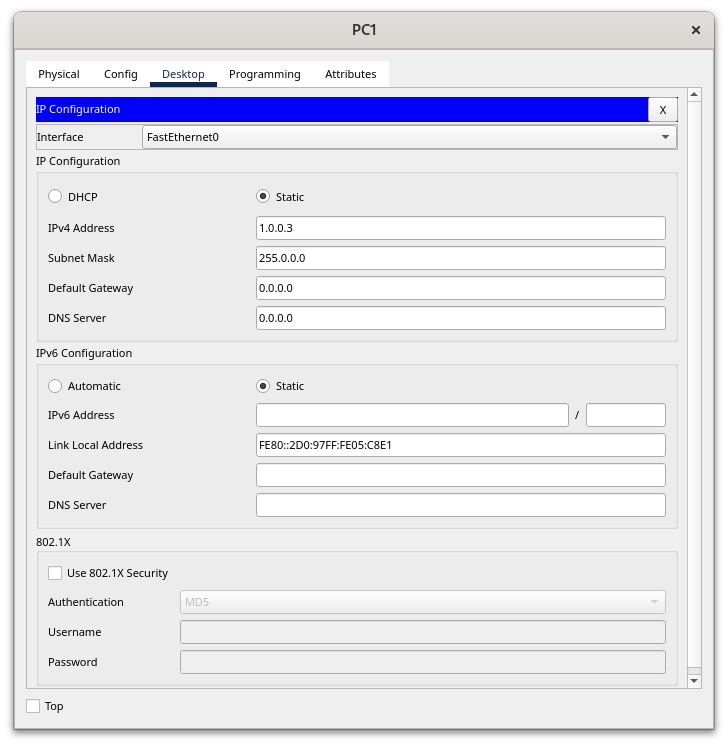 PC1
Physical Config Desktop Programming Attributes
IP Configuration X
Interface FastEthernet0
IP Configuration
DHCP Static
IPv4 Address 1.0.0.3
Subnet Mask 255.0.0.0
Default Gateway 0.0.0.0
DNS Server 0.0.0.0
IPv6 Configuration
Automatic Static
IPv6 Address /
Link Local Address FE80::2D0:97FF:FE05:C8E1
Default Gateway
DNS Server
802.1X
Use 802.1X Security
Authentication MD5
Username
Password
Top